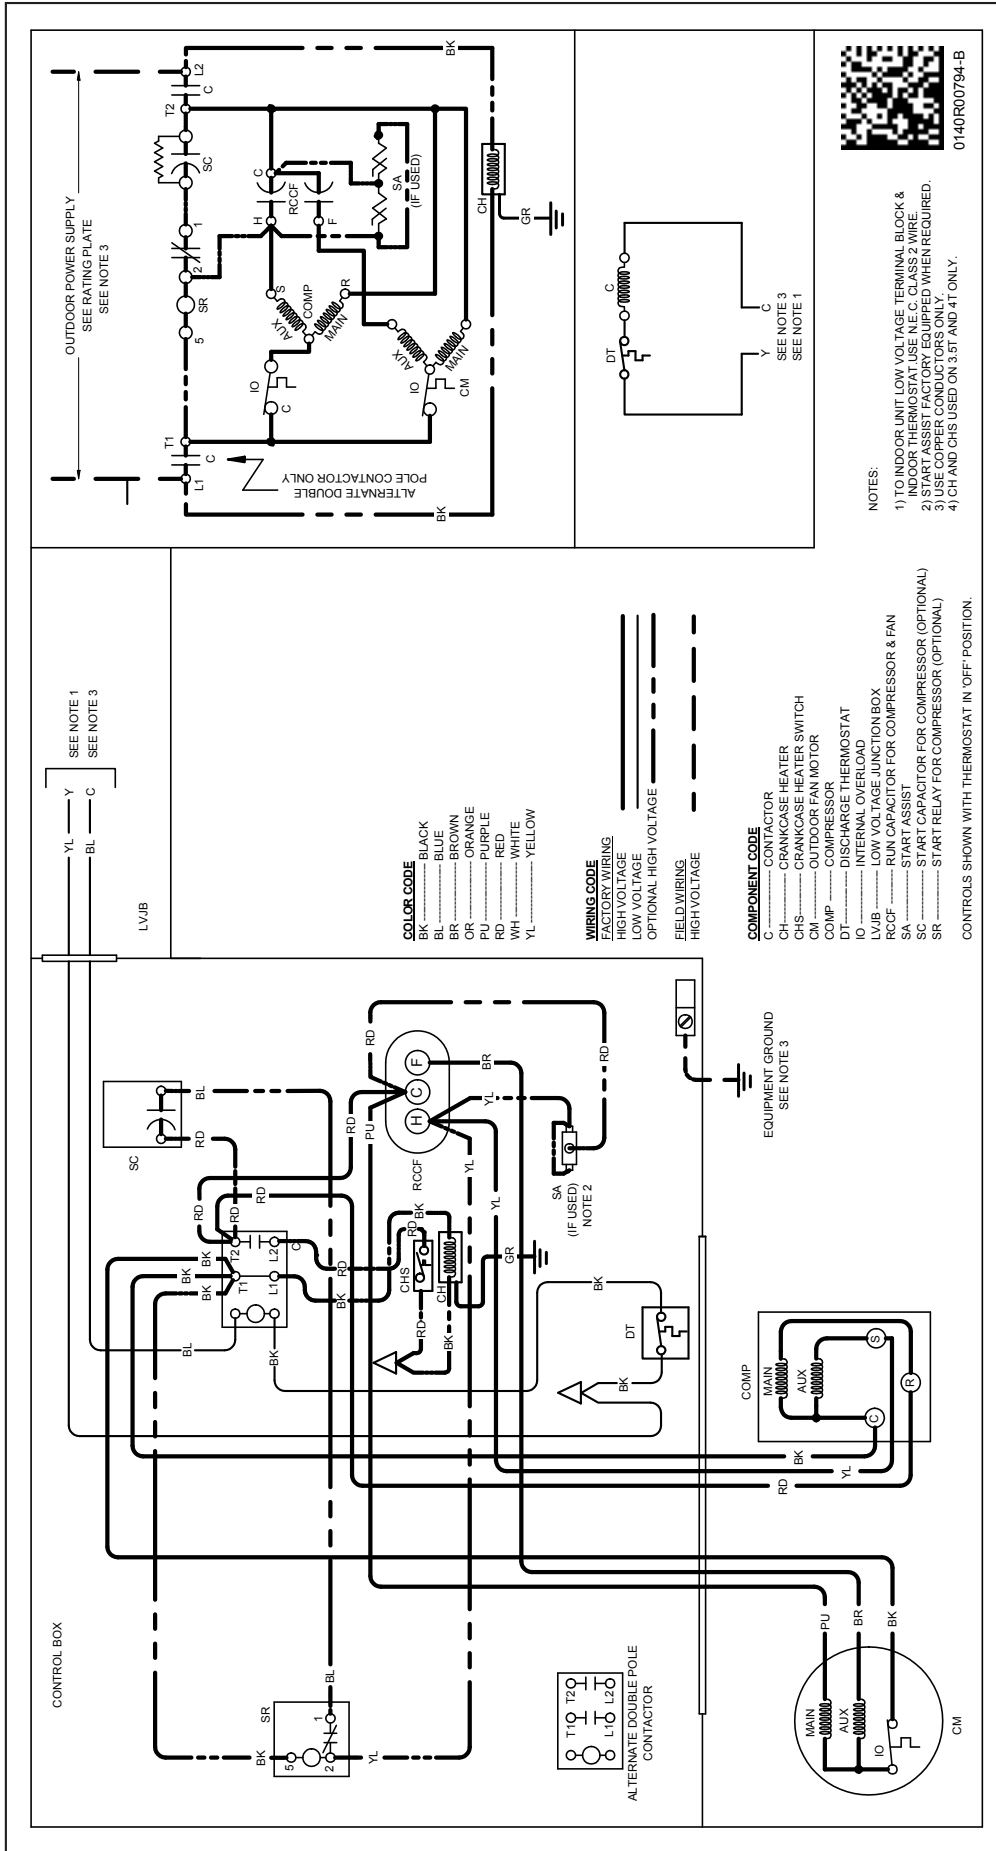 CONTROL BOX
SR
5
2
1
BK
YL
BL
ALTERNATE DOUBLE POLE
CONTACTOR
T1
T2
L1
L2
MAIN
AUX
IO
CM
PU
BR
BK
SC
RD
BL
BL
BK
BK
BK
BK
T1
T2
L1
L2
C
RD
RD
RD
RD
BK
CHS
CH
RD
BK
RD
BK
GR
RD
PU
RCCF
H
C
F
RD
YL
BR
YL
YL
RD
SA
(IF USED)
NOTE 2
DT
BK
BK
COMP
MAIN
AUX
S
C
R
BK
YL
RD
EQUIPMENT GROUND
SEE NOTE 3
YL
BL
Y
C
SEE NOTE 1
SEE NOTE 3
LVJB
COLOR CODE
BK ---------- BLACK
BL ---------- BLUE
BR ---------- BROWN
OR ---------- ORANGE
PU ---------- PURPLE
RD ---------- RED
WH ---------- WHITE
YL ---------- YELLOW
WIRING CODE
FACTORY WIRING
HIGH VOLTAGE
LOW VOLTAGE
OPTIONAL HIGH VOLTAGE
FIELD WIRING
HIGH VOLTAGE
COMPONENT CODE
C ---------- CONTACTOR
CH ---------- CRANKCASE HEATER
CHS ---------- CRANKCASE HEATER SWITCH
CM ---------- OUTDOOR FAN MOTOR
COMP ---------- COMPRESSOR
DT ---------- DISCHARGE THERMOSTAT
IO ---------- INTERNAL OVERLOAD
LVJB ---------- LOW VOLTAGE JUNCTION BOX
RCCF ---------- RUN CAPACITOR FOR COMPRESSOR & FAN
SA ---------- START ASSIST
SC ---------- START CAPACITOR FOR COMPRESSOR (OPTIONAL)
SR ---------- START RELAY FOR COMPRESSOR (OPTIONAL)
CONTROLS SHOWN WITH THERMOSTAT IN 'OFF' POSITION.
OUTDOOR POWER SUPPLY
SEE RATING PLATE
SEE NOTE 3
L1
C
T1
5
SR
2
1
SC
T2
C
L2
ALTERNATE DOUBLE
POLE CONTACTOR ONLY
BK
BK
C
IO
AUX
S
COMP
MAIN
R
H
C
RCCF
F
SA
(IF USED)
IO
CM
AUX
MAIN
CH
GR
DT
C
Y
C
SEE NOTE 3
SEE NOTE 1
NOTES:
1) TO INDOOR UNIT LOW VOLTAGE TERMINAL BLOCK &
INDOOR THERMOSTAT.USE N.E.C. CLASS 2 WIRE.
2) START ASSIST FACTORY EQUIPPED WHEN REQUIRED.
3) USE COPPER CONDUCTORS ONLY.
4) CH AND CHS USED ON 3.5T AND 4T ONLY.
0140R00794-B